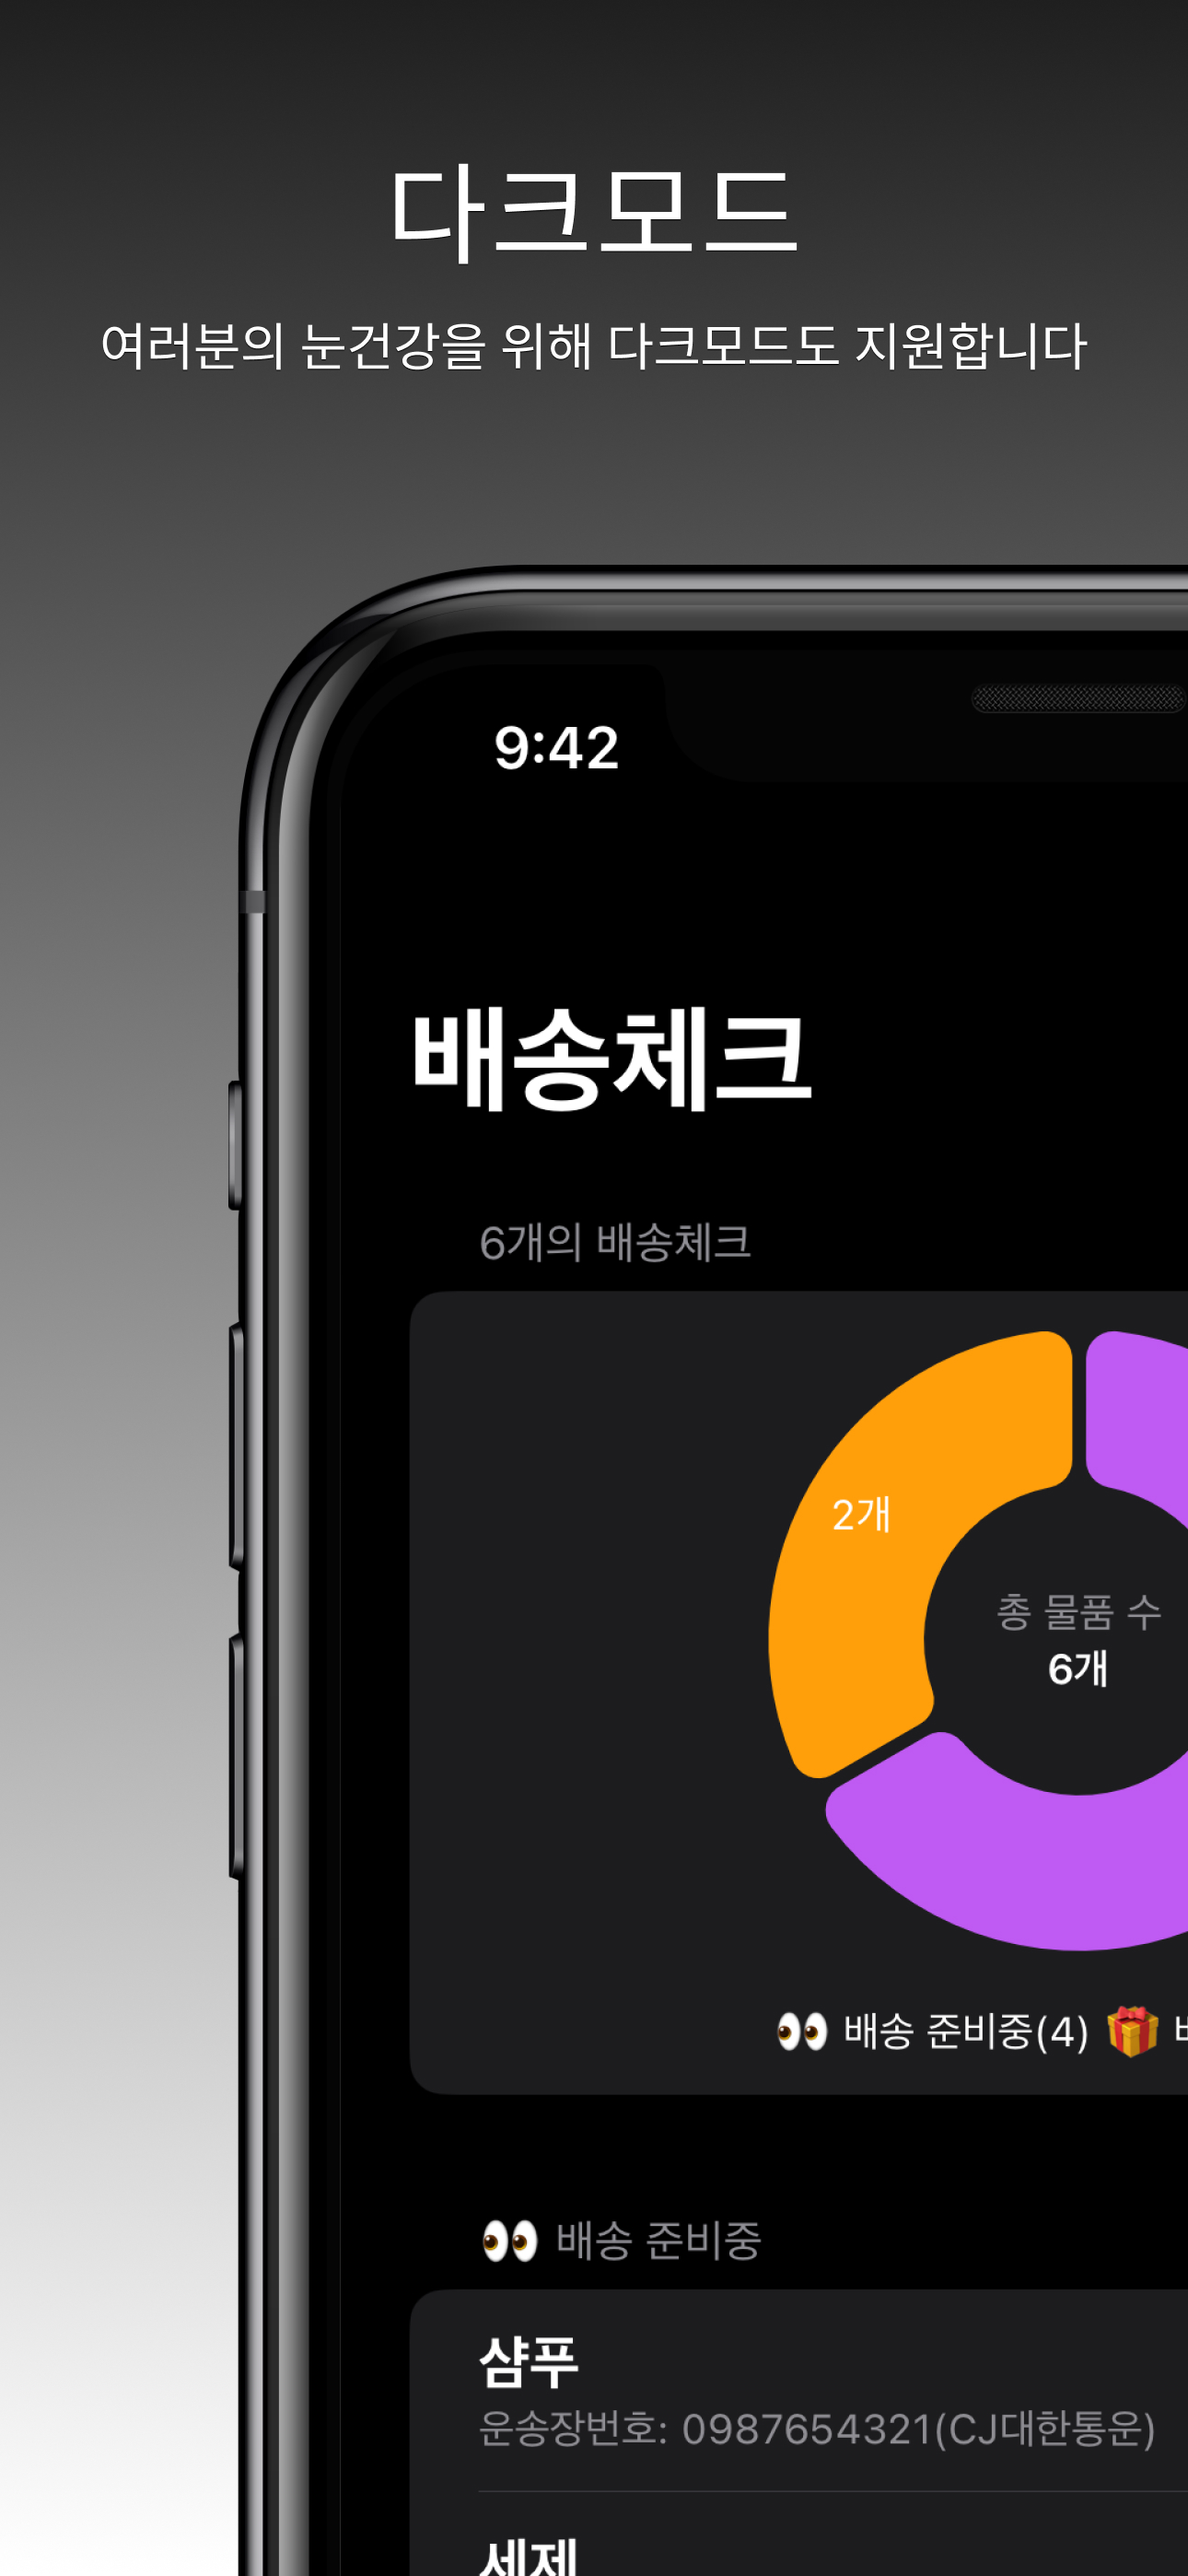 다크모드
여러분의 눈건강을 위해 다크모드도 지원합니다
9:42
배송체크
6개의 배송체크
2개
총 물품 수
6개
👀 배송 준비중(4) 🎁
👀 배송 준비중
샴푸
운송장번호: 0987654321(CJ대한통운)
세제